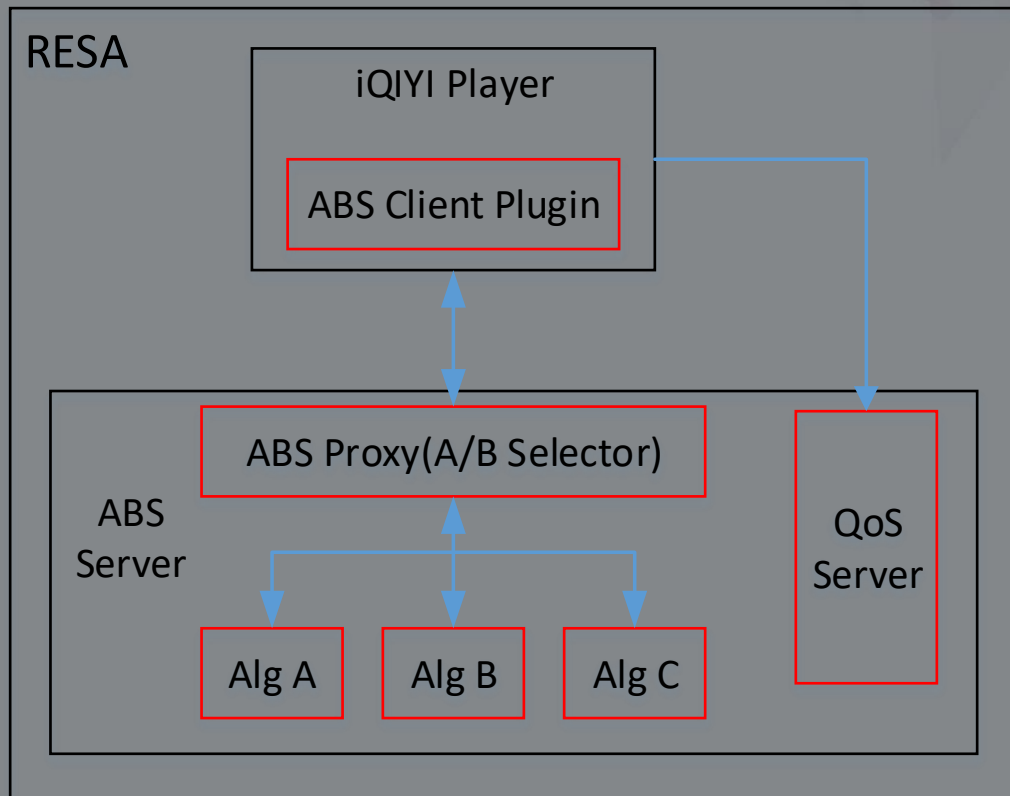 RESA
iQIYI Player
ABS Client Plugin
ABS Proxy(A/B Selector)
ABS
Server
QoS
Server
Alg A
Alg B
Alg C